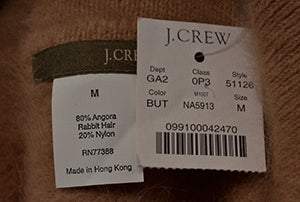 J.CREW
M
80% Angora
Rabbit Hair
20% Nylon
RN77388
Made in Hong Kong
J.CREW
Dept Class Style
GA2 0P3 51126
M1007
Color Size
BUT NA5913 M
099100042470